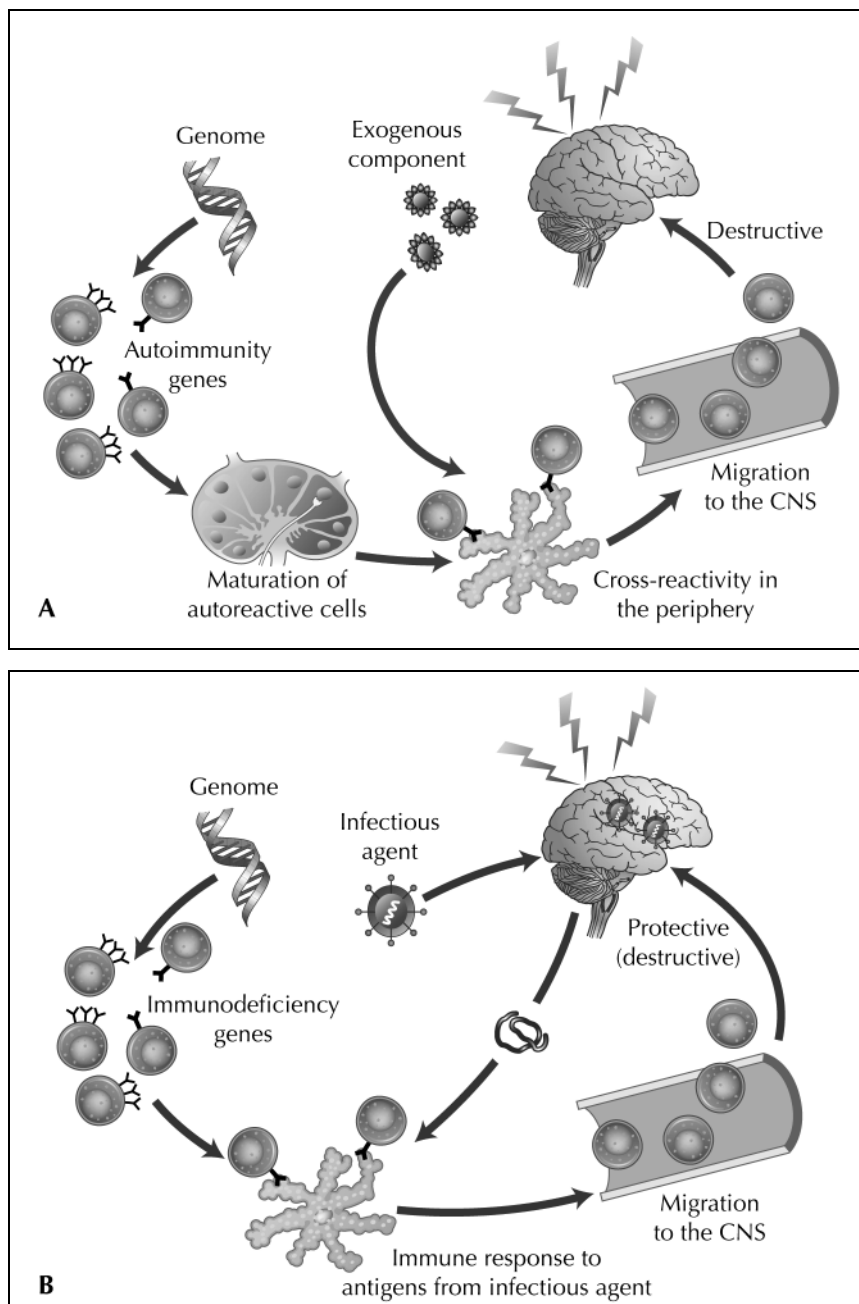 Genome
Exogenous
component
Destructive
Autoimmunity
genes
Migration
to the CNS
Maturation of
autoreactive cells
Cross-reactivity in
the periphery
A
Genome
Infectious
agent
Protective
(destructive)
Immunodeficiency
genes
Migration
to the CNS
Immune response to
antigens from infectious agent
B